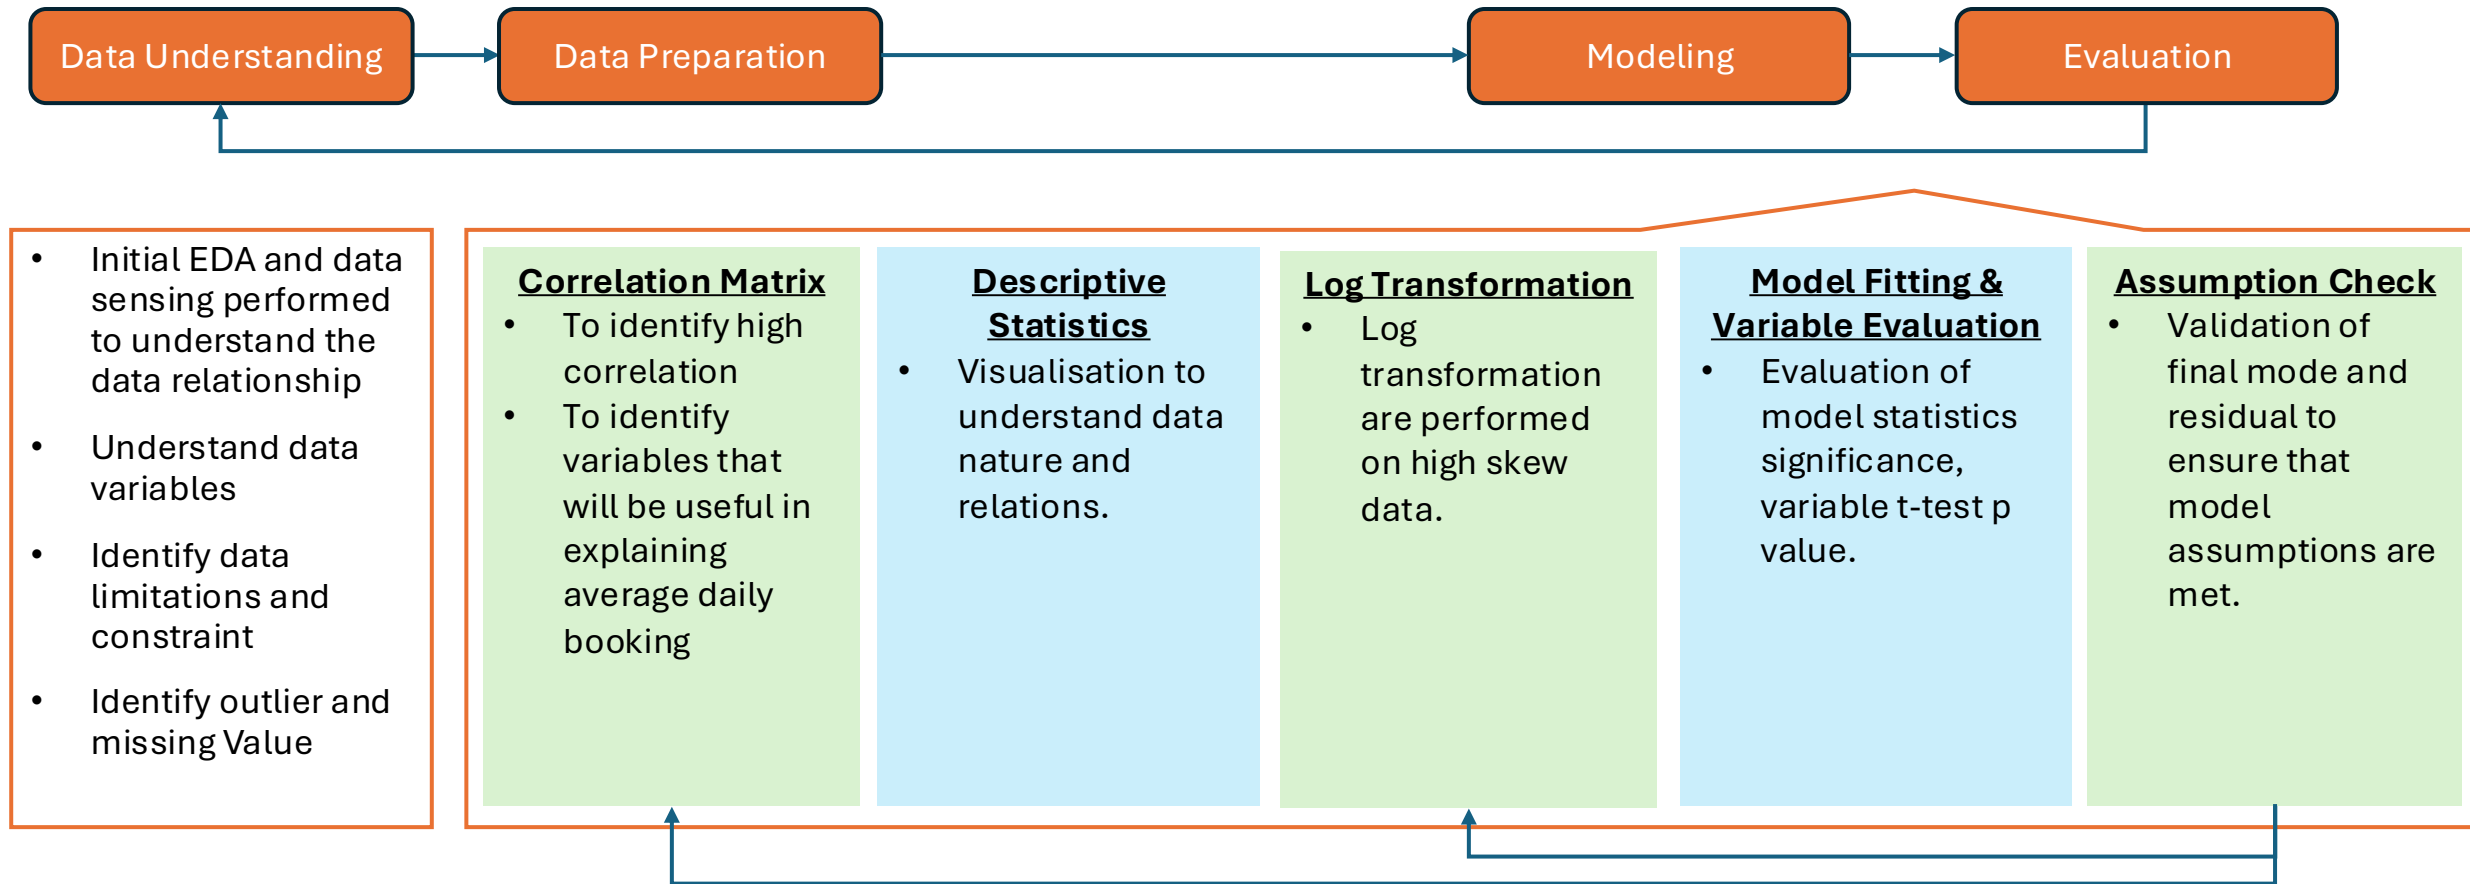 Data Understanding
Data Preparation
Modeling
Evaluation
• Initial EDA and data
sensing performed
to understand the
data relationship
• Understand data
variables
• Identify data
limitations and
constraint
• Identify outlier and
missing Value
Correlation Matrix
• To identify high
correlation
• To identify
variables that
will be useful in
explaining
average daily
booking
Descriptive
Statistics
• Visualisation to
understand data
nature and
relations.
Log Transformation
• Log
transformation
are performed
on high skew
data.
Model Fitting &
Variable Evaluation
• Evaluation of
model statistics
significance,
variable t-test p
value.
Assumption Check
• Validation of
final mode and
residual to
ensure that
model
assumptions are
met.